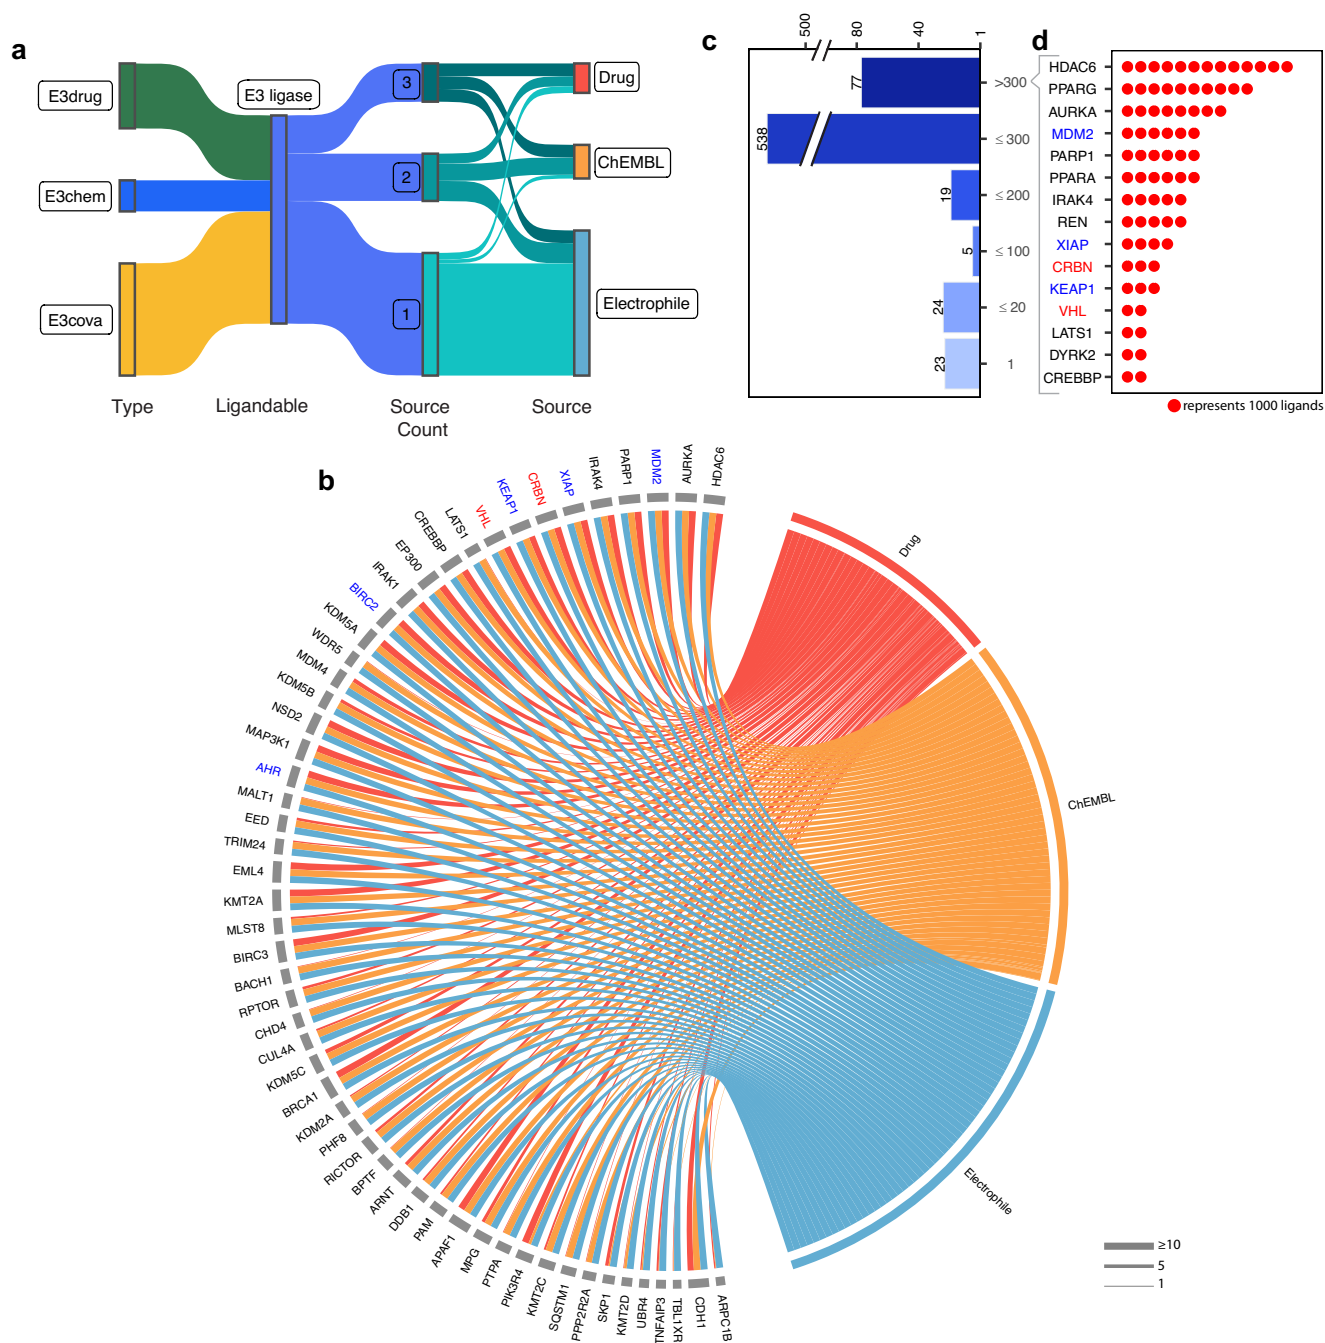 a
E3drug
E3chem
E3cova
E3 ligase
3
2
1
Drug
ChEMBL
Electrophile
Type
Ligandable
Source
Count
Source
c
500
80
40
1
77
538
19
5
24
23
>300
≤300
≤200
≤100
≤20
1
d
HDAC6
PPARG
AURKA
MDM2
PARP1
PPARA
IRAK4
REN
XIAP
CRBN
KEAP1
VHL
LATS1
DYRK2
CREBBP
represents 1000 ligands
b
HDAC6
AURKA
MDM2
PARP1
IRAK4
XIAP
CRBN
KEAP1
VHL
LATS1
CREBBP
EP300
IRAK1
BIRC2
KDM5A
WDR5
MDM4
KDM5B
NSD2
MAP3K1
AHR
MALT1
EED
TRIM24
EML4
KMT2A
MLST8
BIRC3
BACH1
RPTOR
CHD4
CUL4A
KDM5C
BRCA1
KDM2A
PHF8
RICTOR
BPTF
ARNT
DDB1
PAM
APAF1
MPG
PTPA
PIK3R4
KMT2C
SQSTM1
PPP2R2A
SKP1
KMT2D
UBR4
TNFAIP3
TBL1XR
CDH1
ARPC1B
Drug
ChEMBL
Electrophile
≥10
5
1